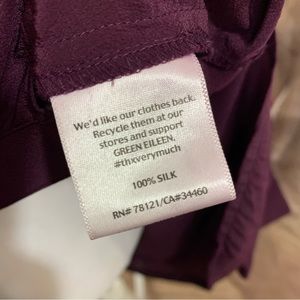 We'd like our clothes back.
Recycle them at our
stores and support
GREEN EILEEN.
#thxverymuch
100% SILK
RN# 78121/CA#34460